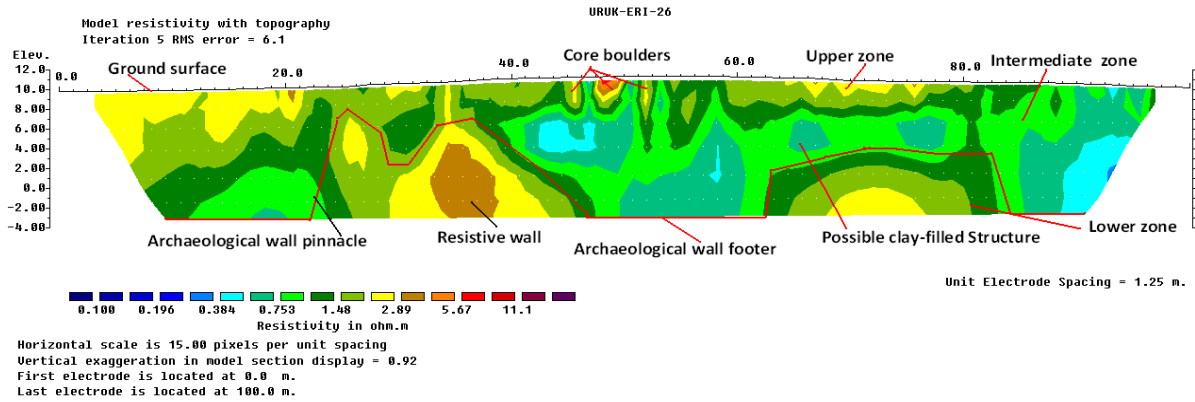 URUK-ERI-26
Model resistivity with topography
Iteration 5 RMS error = 6.1
Elev.
Ground surface
Core boulders
Upper zone
Intermediate zone
0.0
20.0
40.0
60.0
80.0
12.0
10.0
8.00
6.00
4.00
2.00
0.0
-2.00
-4.00
Archaeological wall pinnacle
Resistive wall
Archaeological wall footer
Possible clay-filled Structure
Lower zone
Unit Electrode Spacing = 1.25 m.
0.100 0.196 0.384 0.753 1.48 2.89 5.67 11.1
Resistivity in ohm.m
Horizontal scale is 15.00 pixels per unit spacing
Vertical exaggeration in model section display = 0.92
First electrode is located at 0.0 m.
Last electrode is located at 100.0 m.